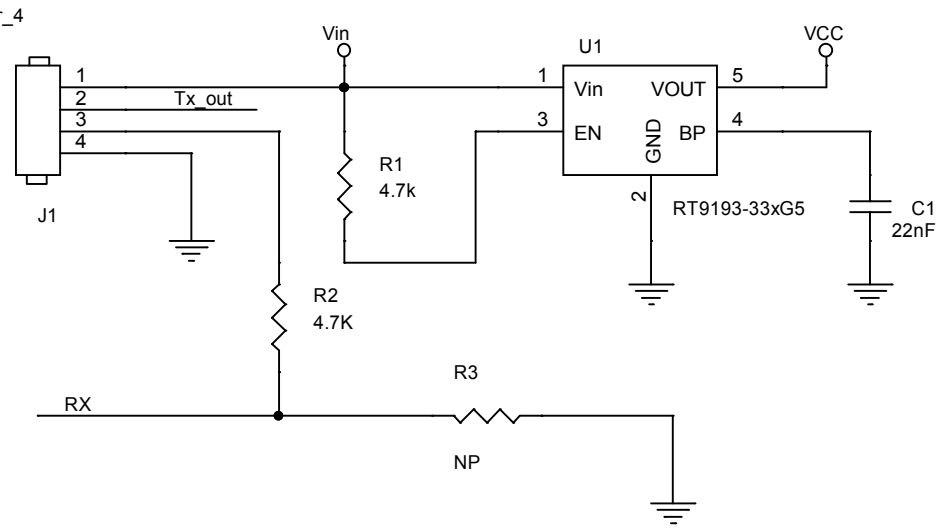 r_4
Vin
U1
VCC
1
2
3
4
Tx_out
J1
R1
4.7k
1
3
Vin
EN
VOUT
BP
GND
5
4
2
RT9193-33xG5
C1
22nF
R2
4.7K
RX
R3
NP